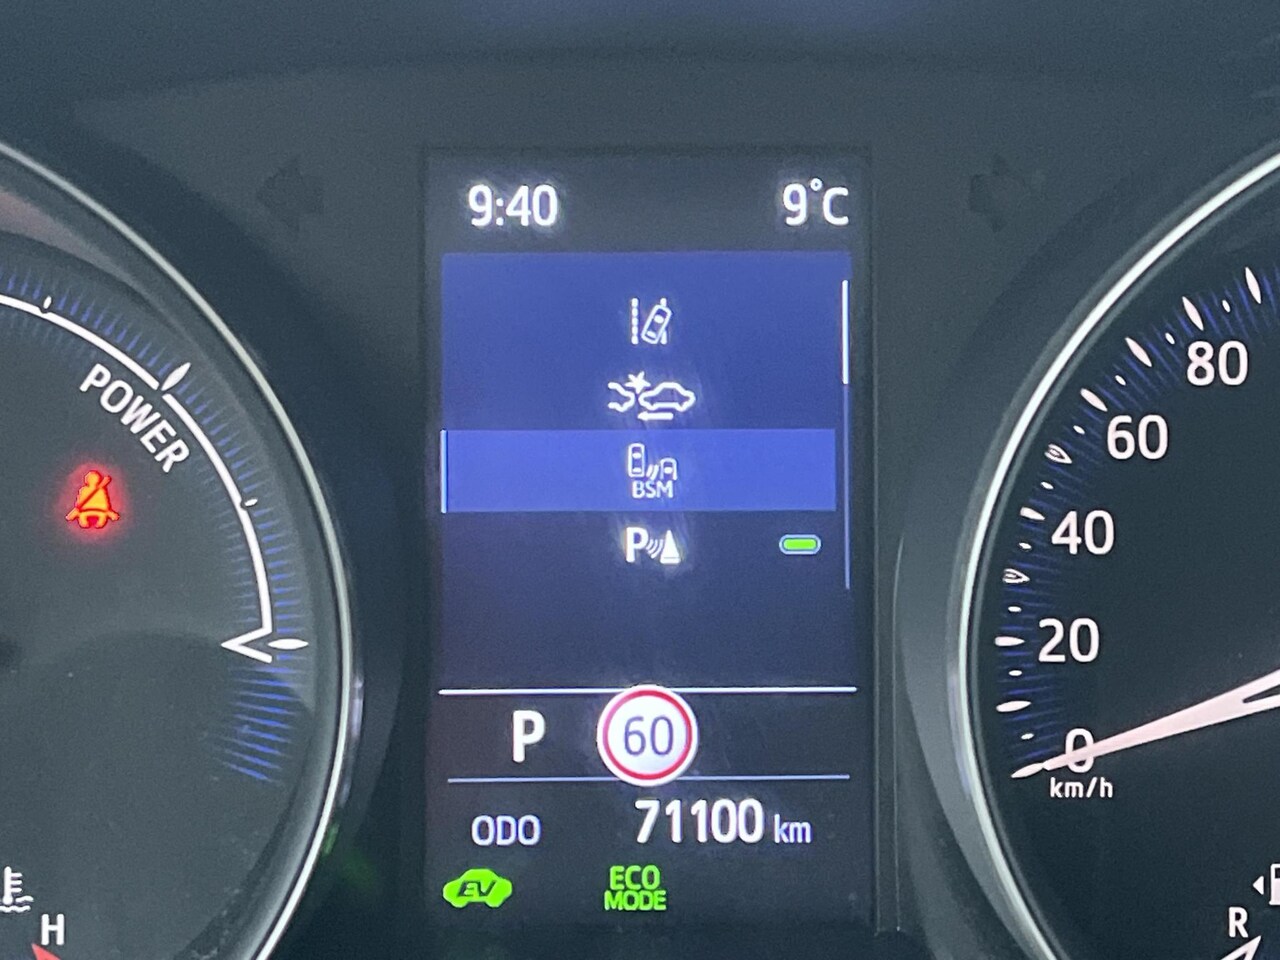 9:40 9°C
POWER
BSM
P
80
60
40
20
0
km/h
P 60
ODO 71100 km
EV ECO MODE
H
R